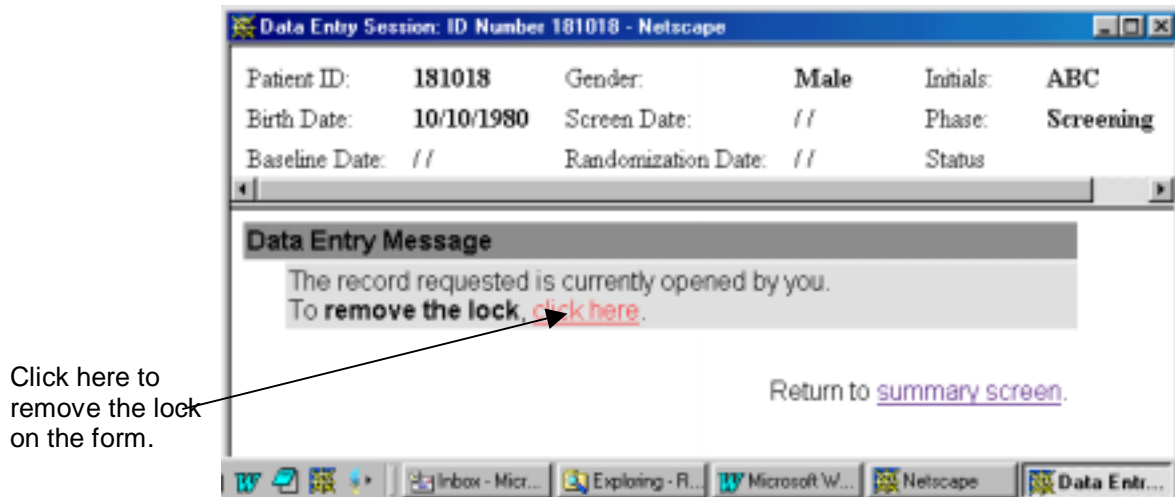 Data Entry Session: ID Number 181018 - Netscape
Patient ID: 181018 Gender: Male Initials: ABC
Birth Date: 10/10/1980 Screen Date: / / Phase: Screening
Baseline Date: / / Randomization Date: / / Status
Data Entry Message
The record requested is currently opened by you.
To remove the lock, click here.
Click here to
remove the lock
on the form.
Return to summary screen.
Inbox - Micr... Exploring - R... Microsoft W... Netscape Data Entr...